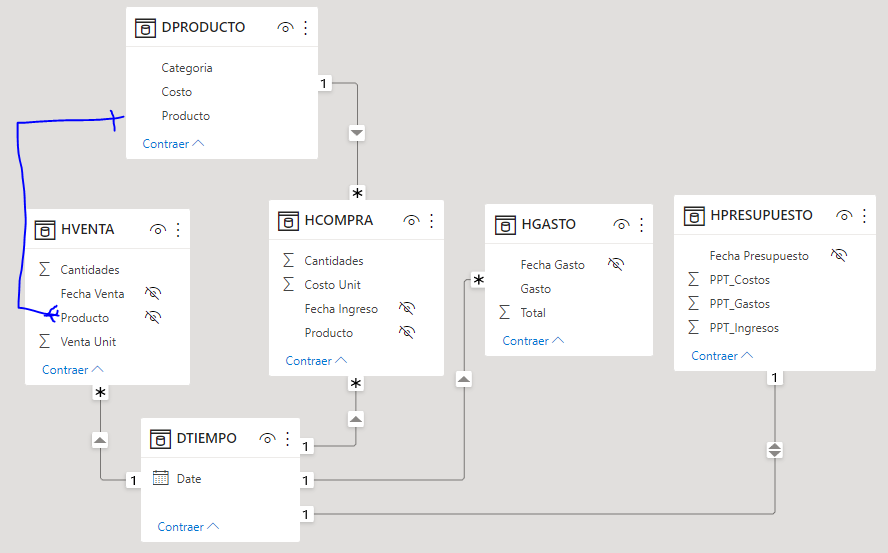 DPRODUCTO
Categoria
Costo
Producto
Contraer
1
*
HVENTA
Cantidades
Fecha Venta
Producto
Venta Unit
Contraer
*
HCOMPRA
Cantidades
Costo Unit
Fecha Ingreso
Producto
Contraer
*
HGASTO
Fecha Gasto
Gasto
Total
Contraer
*
HPRESUPUESTO
Fecha Presupuesto
PPT_Costos
PPT_Gastos
PPT_Ingresos
Contraer
1
DTIEMPO
Date
Contraer
1
1
1
1